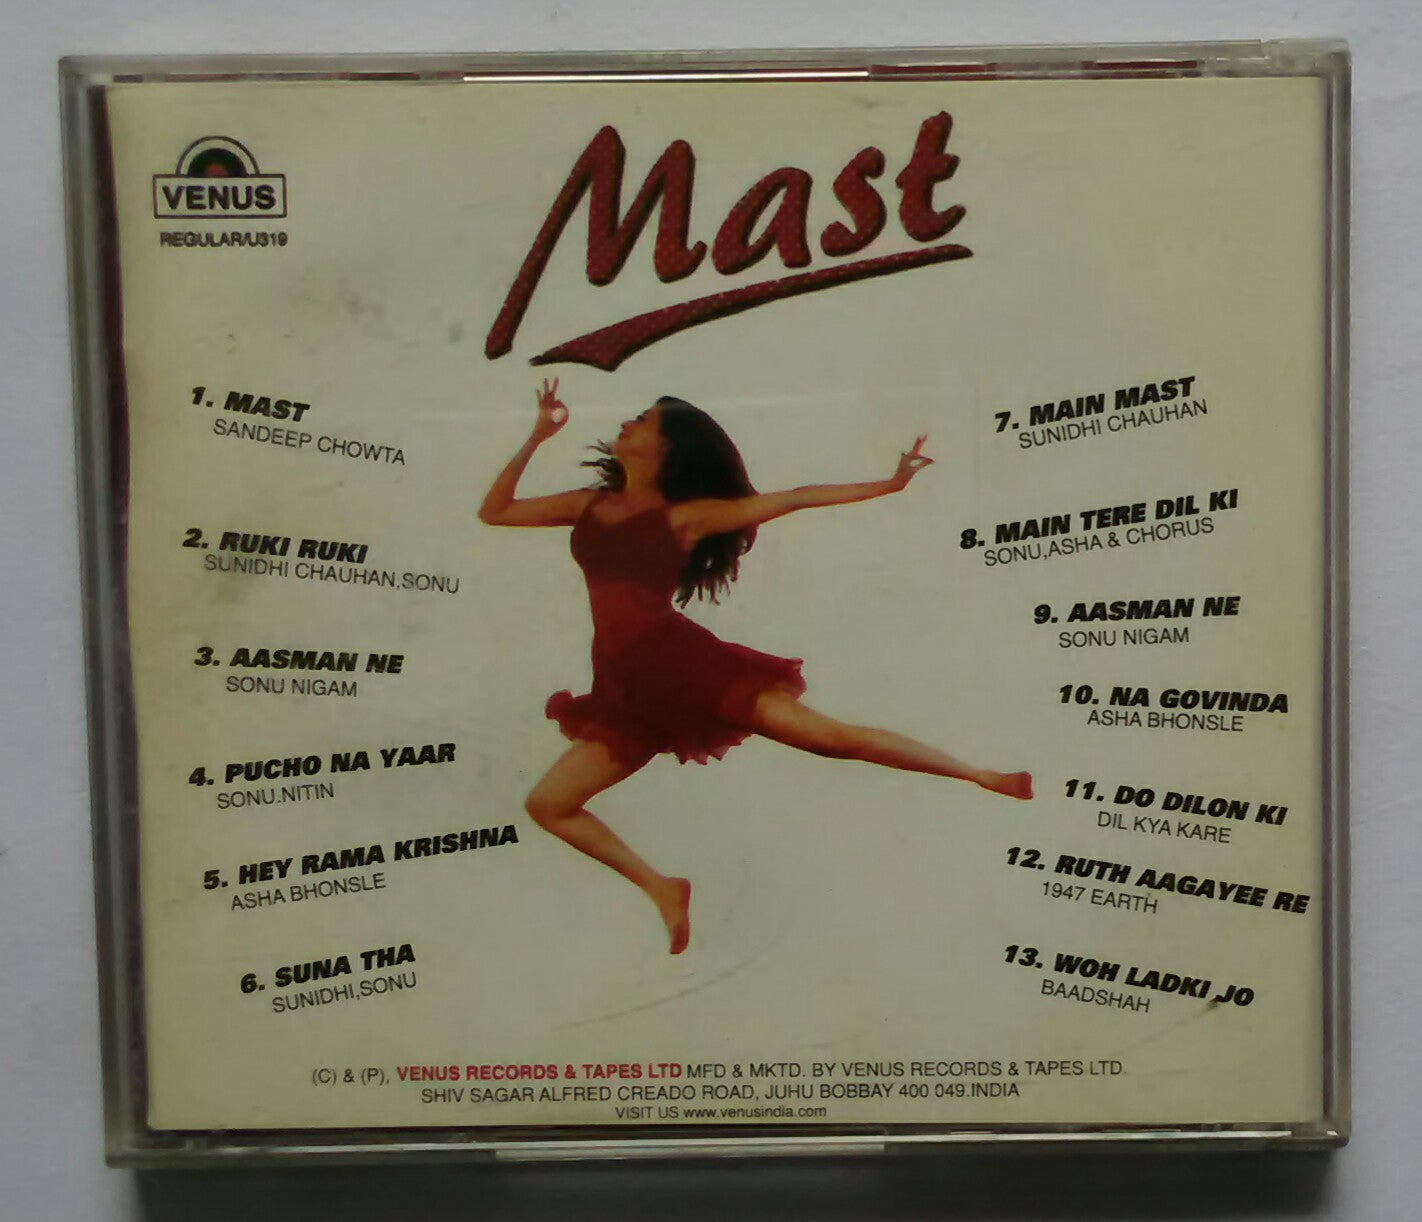 VENUS
REGULAR/U319
Mast
1. MAST
SANDEEP CHOWTA
2. RUKI RUKI
SUNIDHI CHAUHAN,SONU
3. AASMAN NE
SONU NIGAM
4. PUCHO NA YAAR
SONU.NITIN
5. HEY RAMA KRISHNA
ASHA BHONSLE
6. SUNA THA
SUNIDHI,SONU
7. MAIN MAST
SUNIDHI CHAUHAN
8. MAIN TERE DIL KI
SONU,ASHA & CHORUS
9. AASMAN NE
SONU NIGAM
10. NA GOVINDA
ASHA BHONSLE
11. DO DILON KI
DIL KYA KARE
12. RUTH AAGAYEE RE
1947 EARTH
13. WOH LADKI JO
BAADSHAH
(C) & (P), VENUS RECORDS & TAPES LTD MFD & MKTD. BY VENUS RECORDS & TAPES LTD.
SHIV SAGAR ALFRED CREADO ROAD, JUHU BOBBAY 400 049.INDIA
VISIT US www.venusindia.com